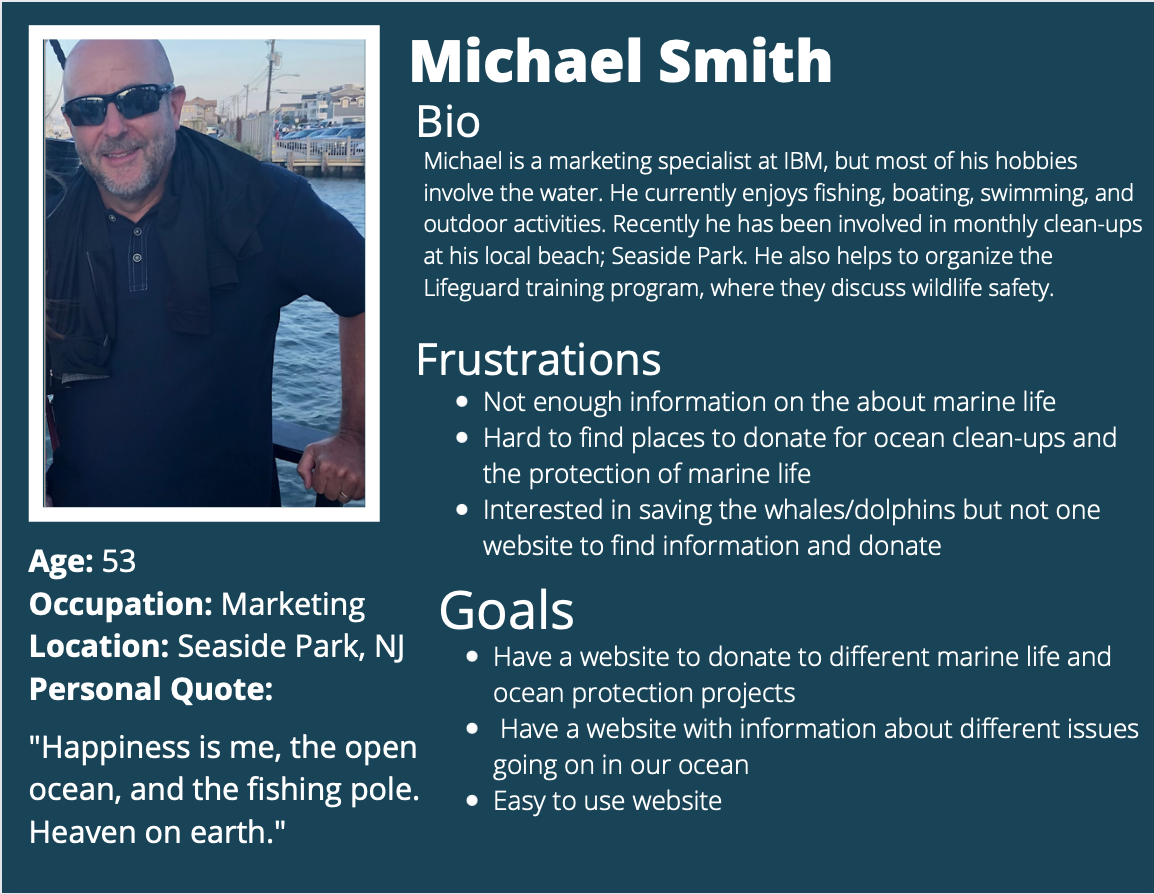 Michael Smith
Bio
Michael is a marketing specialist at IBM, but most of his hobbies
involve the water. He currently enjoys fishing, boating, swimming, and
outdoor activities. Recently he has been involved in monthly clean-ups
at his local beach; Seaside Park. He also helps to organize the
Lifeguard training program, where they discuss wildlife safety.
Frustrations
• Not enough information on the about marine life
• Hard to find places to donate for ocean clean-ups and
the protection of marine life
• Interested in saving the whales/dolphins but not one
website to find information and donate
Goals
• Have a website to donate to different marine life and
ocean protection projects
• Have a website with information about different issues
going on in our ocean
• Easy to use website
Age: 53
Occupation: Marketing
Location: Seaside Park, NJ
Personal Quote:
"Happiness is me, the open
ocean, and the fishing pole.
Heaven on earth."